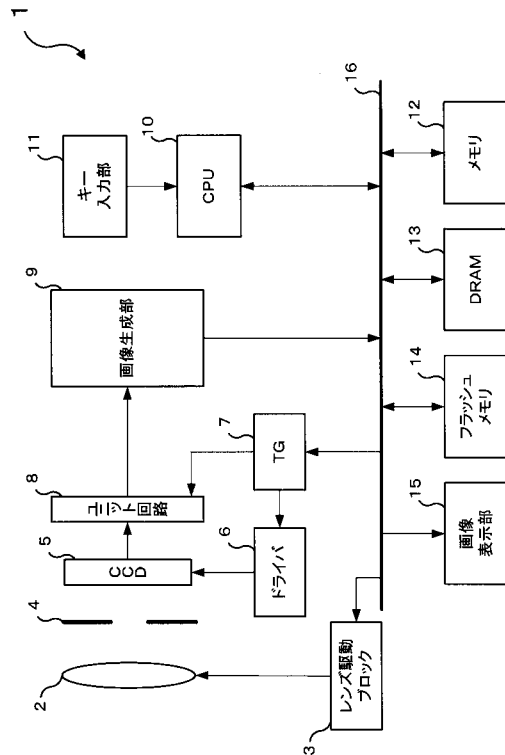 1
11
キー
入力部
10
CPU
16
9
画像生成部
12
メモリ
13
DRAM
14
フラッシュ
メモリ
15
画像
表示部
8
ユニット回路
7
TG
5
CCD
6
ドライバ
4
2
3
レンズ駆動
ブロック